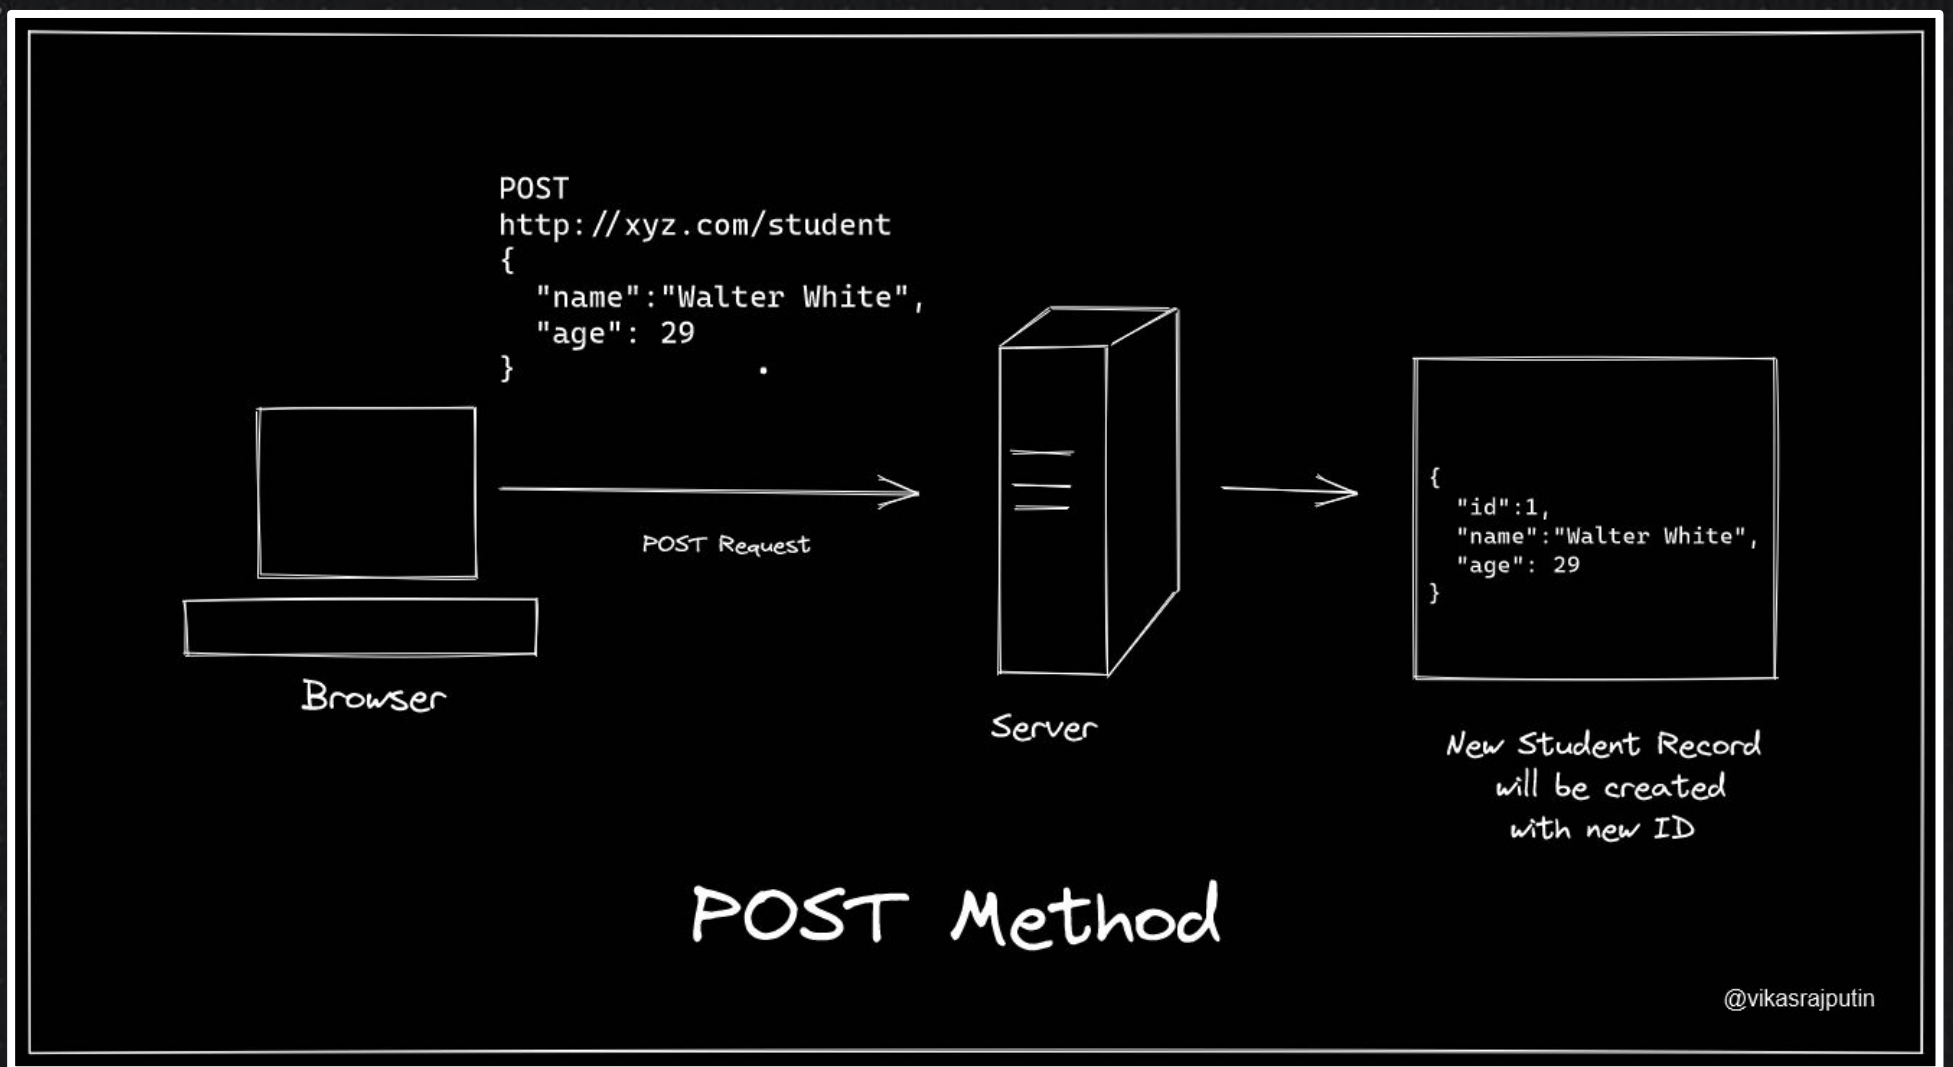 POST
http://xyz.com/student
{
"name":"Walter White",
"age": 29
}
POST Request
Browser
Server
{
"id":1,
"name":"Walter White",
"age": 29
}
New Student Record
will be created
with new ID
POST Method
@vikasrajputin